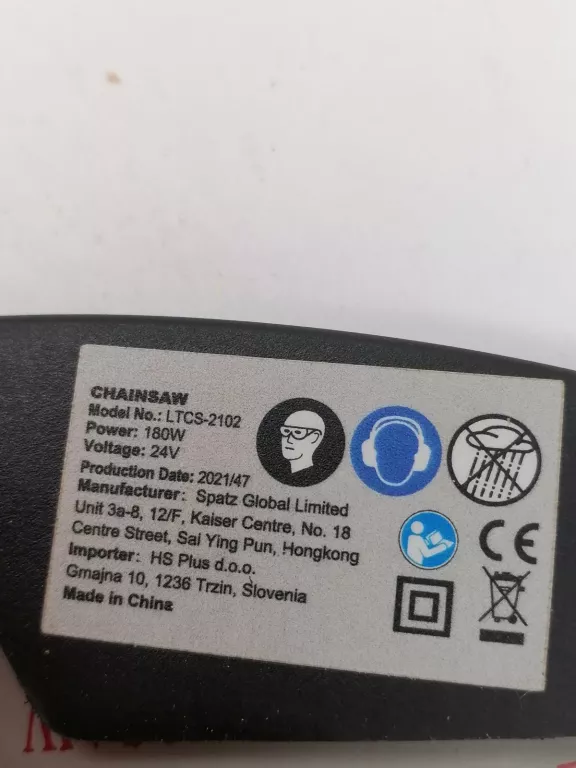 CHAINSAW
Model No.: LTCS-2102
Power: 180W
Voltage: 24V
Production Date: 2021/47
Manufacturer: Spatz Global Limited
Unit 3a-8, 12/F, Kaiser Centre, No. 18
Centre Street, Sai Ying Pun, Hongkong
Importer: HS Plus d.o.o.
Gmajna 10, 1236 Trzin, Slovenia
Made in China
CE